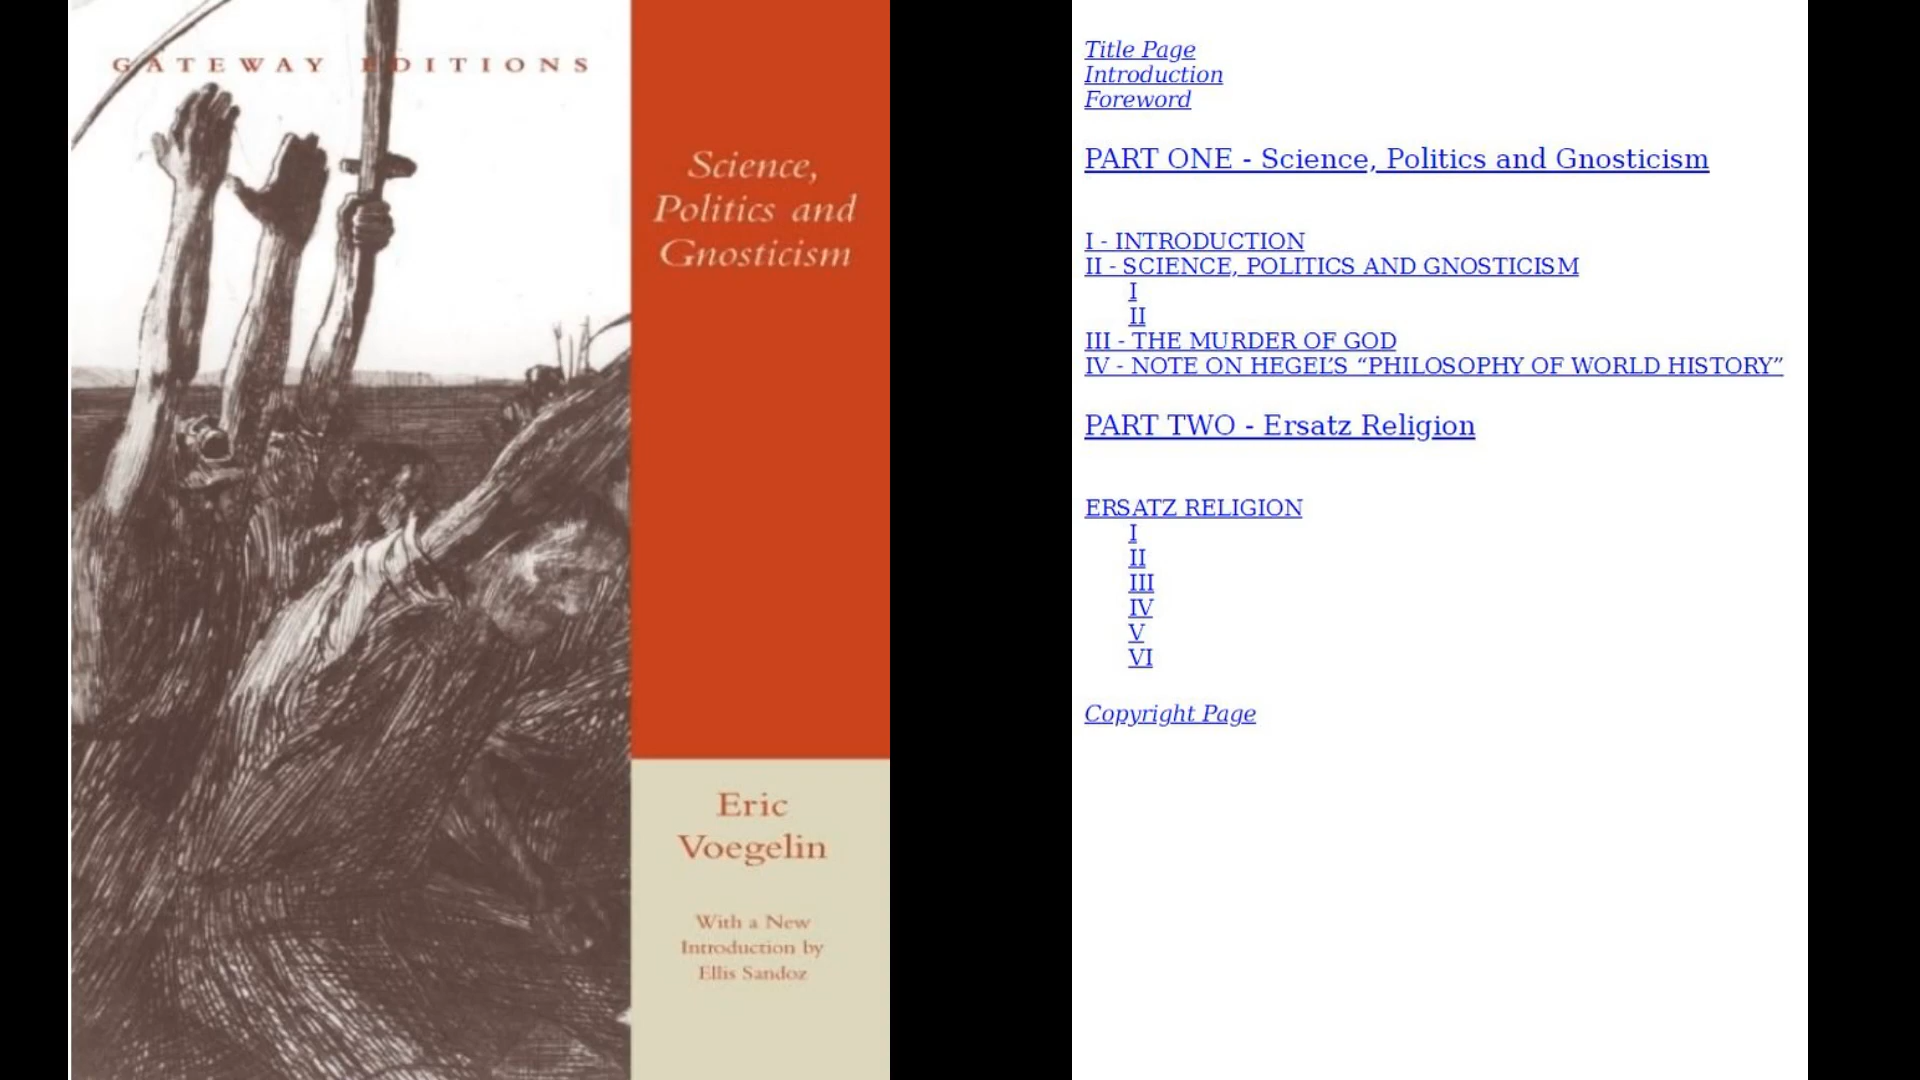 GATEWAY EDITIONS
Science,
Politics and
Gnosticism
Eric
Voegelin
With a New
Introduction by
Ellis Sandoz
Title Page
Introduction
Foreword
PART ONE - Science, Politics and Gnosticism
I - INTRODUCTION
II - SCIENCE, POLITICS AND GNOSTICISM
I
II
III - THE MURDER OF GOD
IV - NOTE ON HEGEL’S “PHILOSOPHY OF WORLD HISTORY”
PART TWO - Ersatz Religion
ERSATZ RELIGION
I
II
III
IV
V
VI
Copyright Page